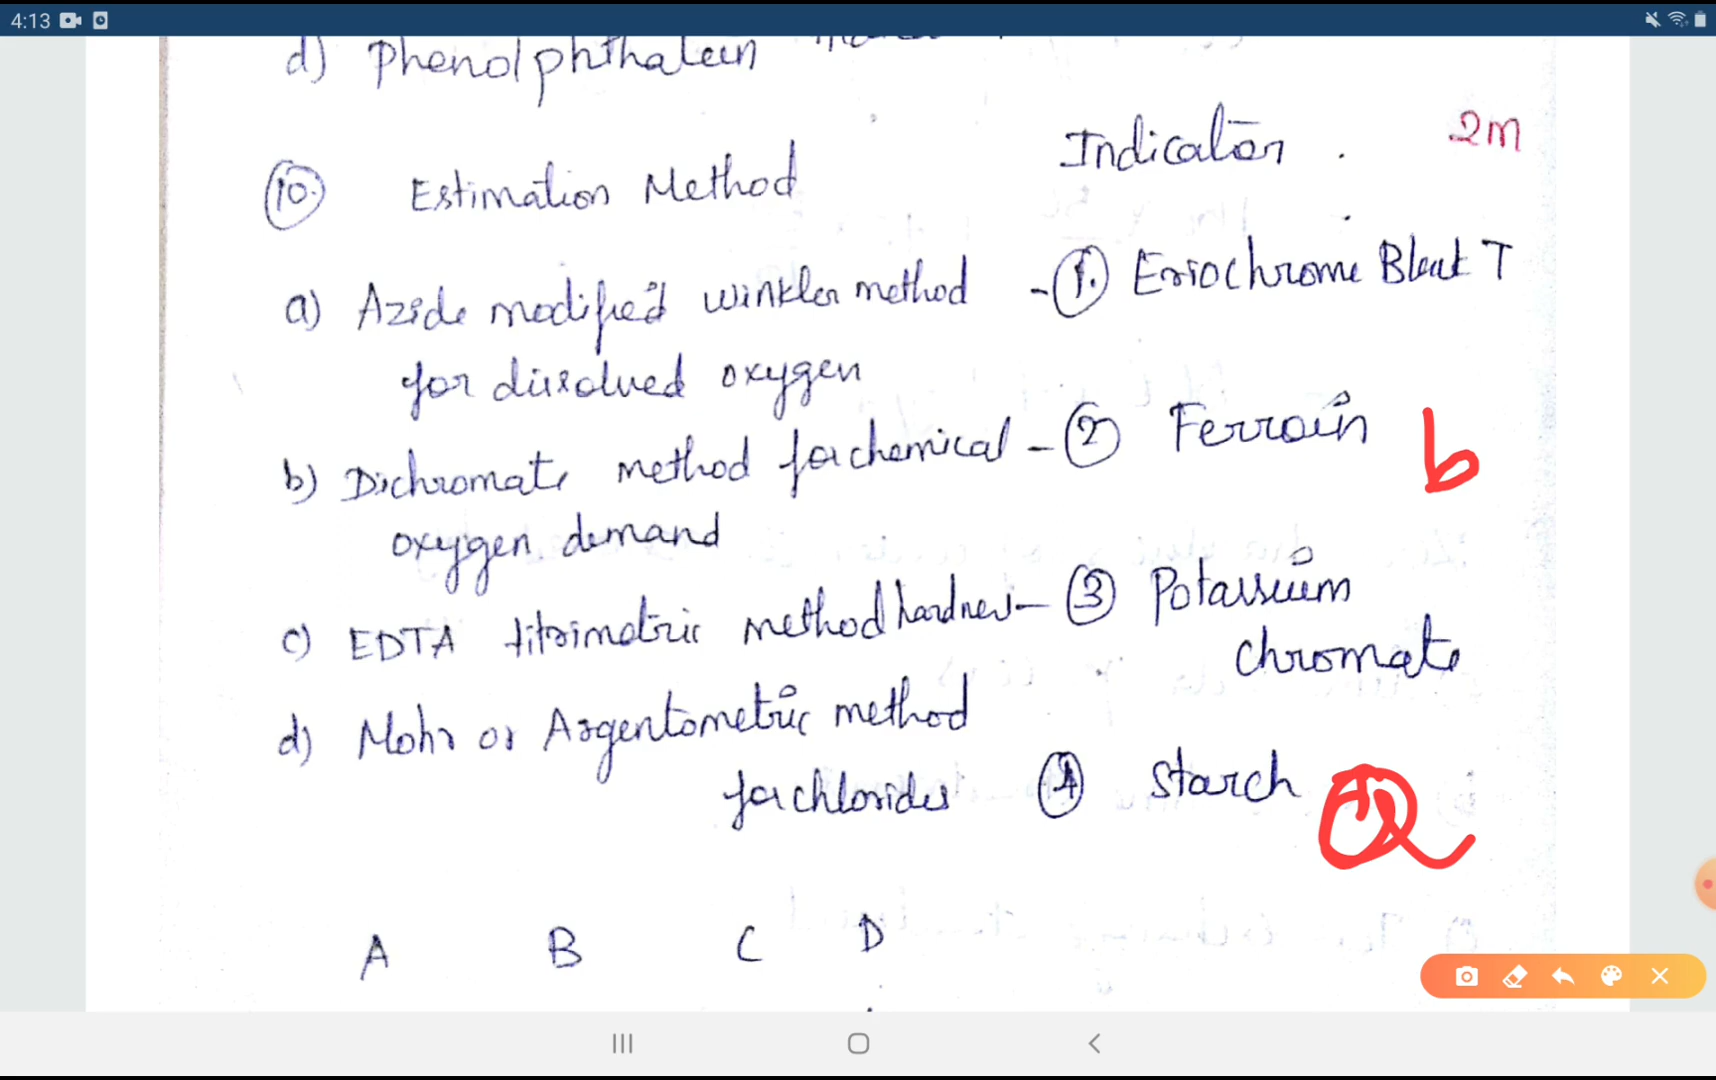 4:13
d) Phenolphthalein
Indicator . 2m
10. Estimation Method
a) Azide modified winkler method - 1. Eriochrome Black T
for dissolved oxygen
b) Dichromate method for chemical - 2 Ferroin b
oxygen demand
c) EDTA titrimetric method hardness - 3 Potassium
chromate
d) Mohr or Argentometric method
for chlorides 4 Starch a
A B C D